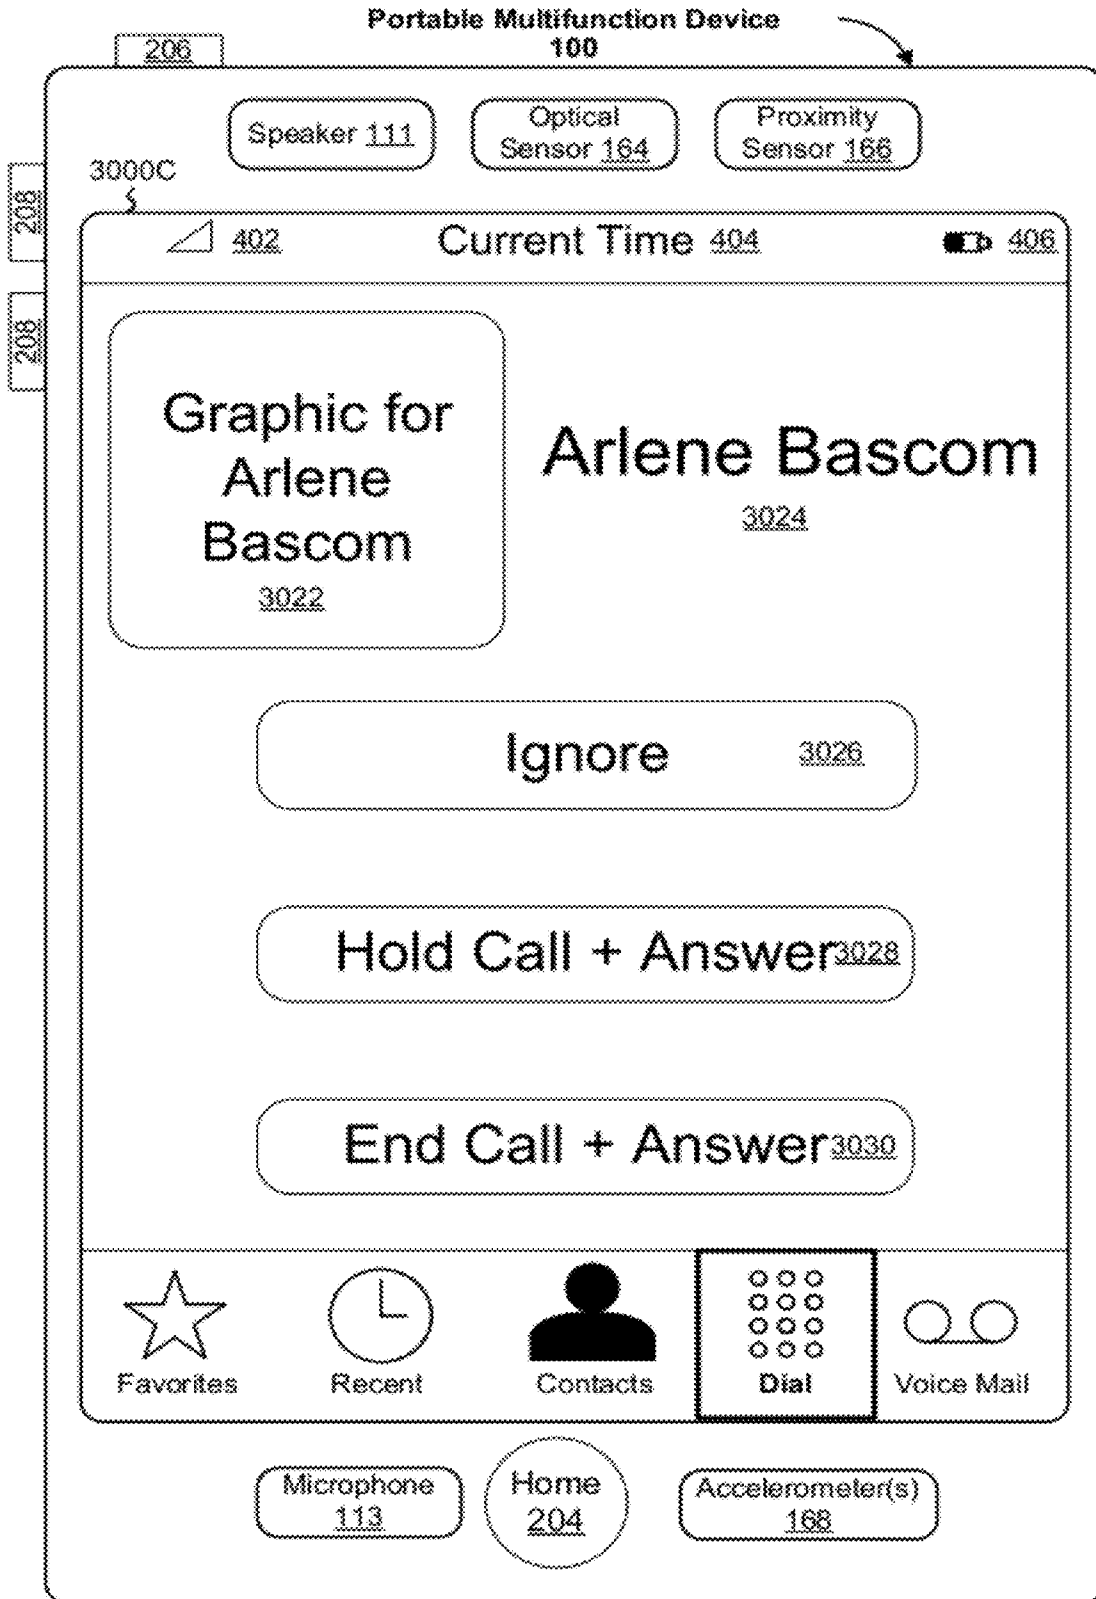 Portable Multifunction Device
100
206
Speaker 111
Optical
Sensor 164
Proximity
Sensor 166
3000C
208
208
402
Current Time 404
406
Graphic for
Arlene
Bascom
3022
Arlene Bascom
3024
Ignore 3026
Hold Call + Answer 3028
End Call + Answer 3030
Favorites
Recent
Contacts
Dial
Voice Mail
Microphone
113
Home
204
Accelerometer(s)
168